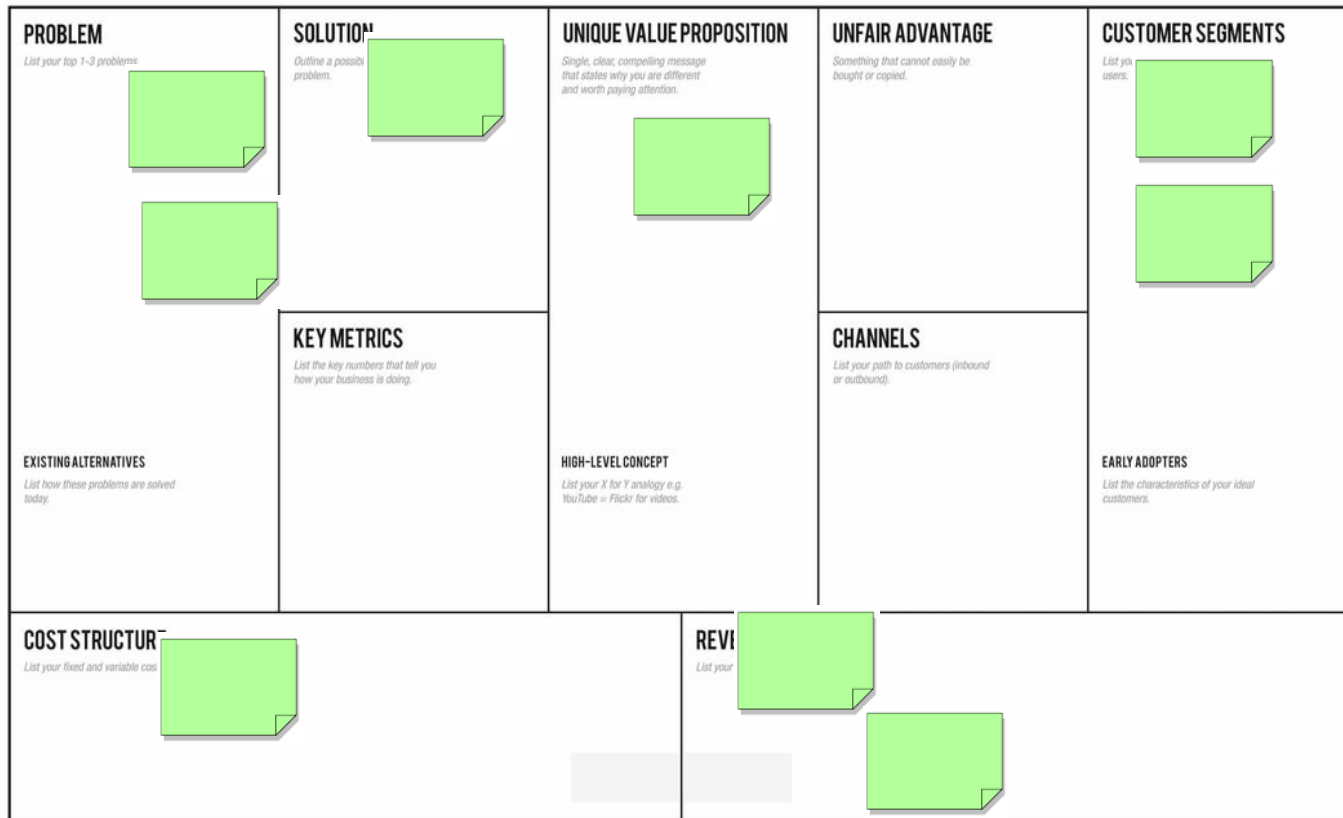 PROBLEM
List your top 1-3 problems.
EXISTING ALTERNATIVES
List how these problems are solved
today.
SOLUTION
Outline a
problem.
KEY METRICS
List the key numbers that tell you
how your business is doing.
UNIQUE VALUE PROPOSITION
Single, clear, compelling message
that states why you are different
and worth paying attention.
HIGH-LEVEL CONCEPT
List your X for Y analogy e.g.
YouTube = Flickr for videos.
UNFAIR ADVANTAGE
Something that cannot easily be
bought or copied.
CHANNELS
List your path to customers (inbound
or outbound).
CUSTOMER SEGMENTS
List
users.
EARLY ADOPTERS
List the characteristics of your ideal
customers.
COST STRUCTURE
List your fixed and variable
List your